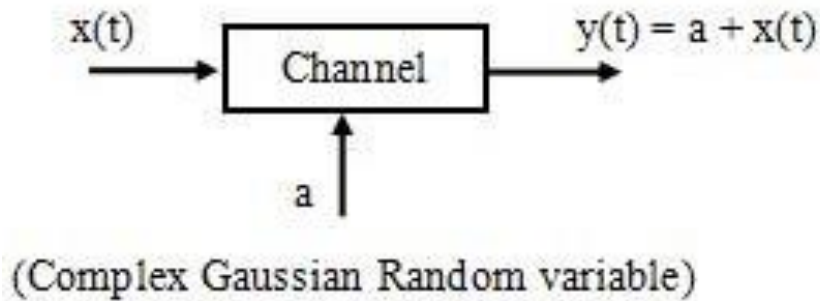 x(t)
y(t) = a + x(t)
Channel
a
(Complex Gaussian Random variable)